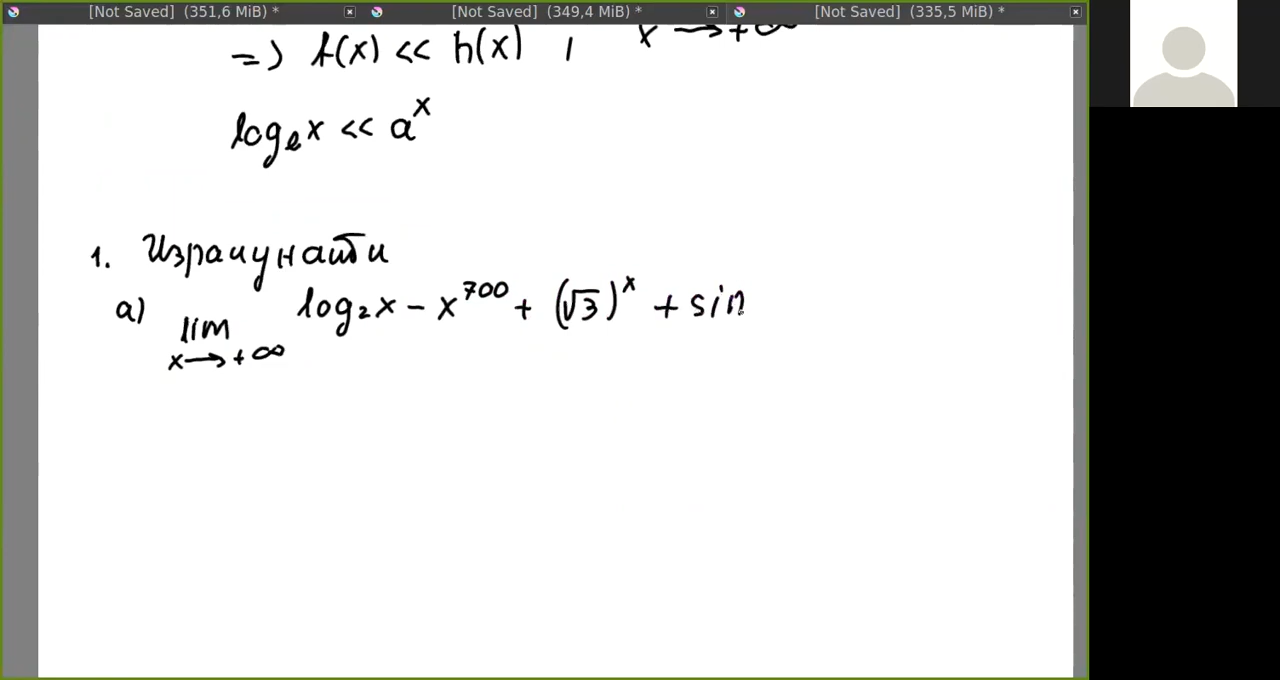 [Not Saved] (351,6 MiB) * [Not Saved] (349,4 MiB) * [Not Saved] (335,5 MiB) *
=> f(x) << h(x) , x → +∞
log_e x << a^x
1. Израчунати
а) lim x→+∞ log₂x − x^700 + (√3)^x + sin